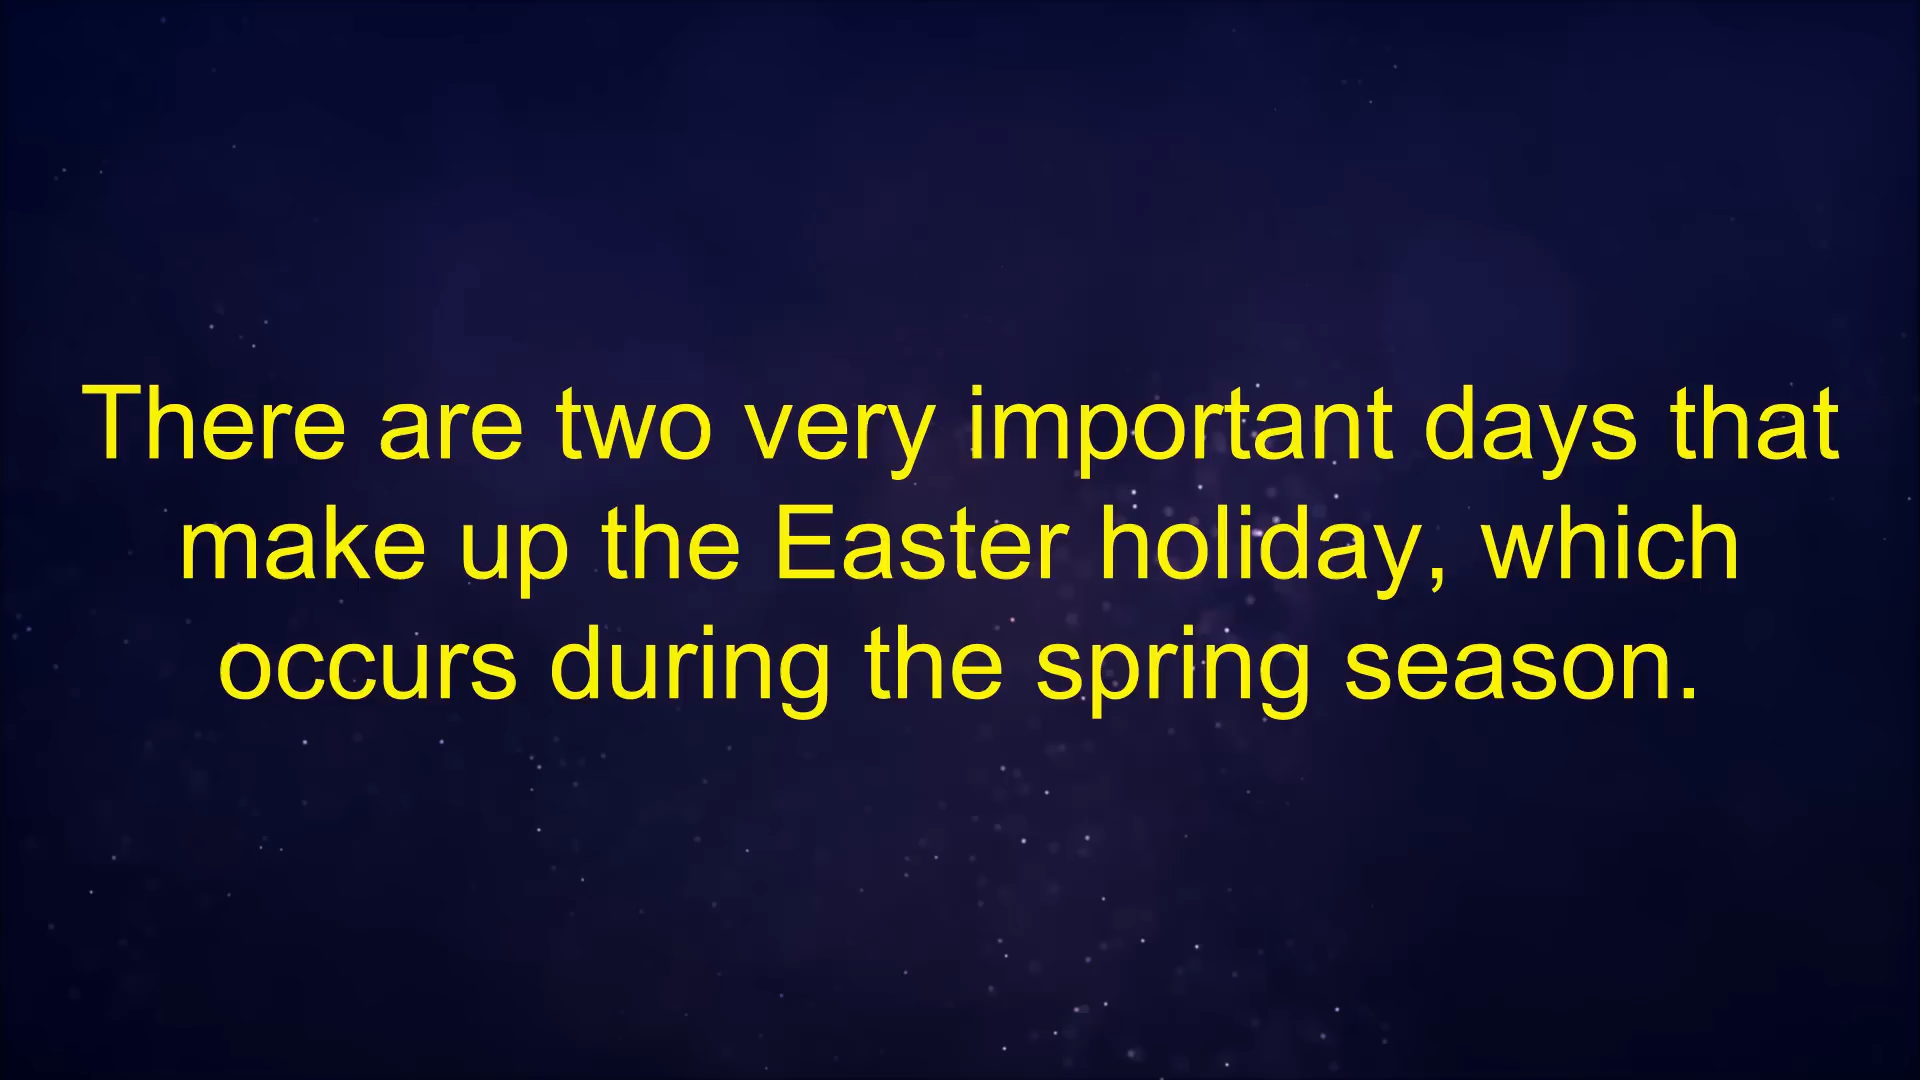 There are two very important days that
make up the Easter holiday, which
occurs during the spring season.